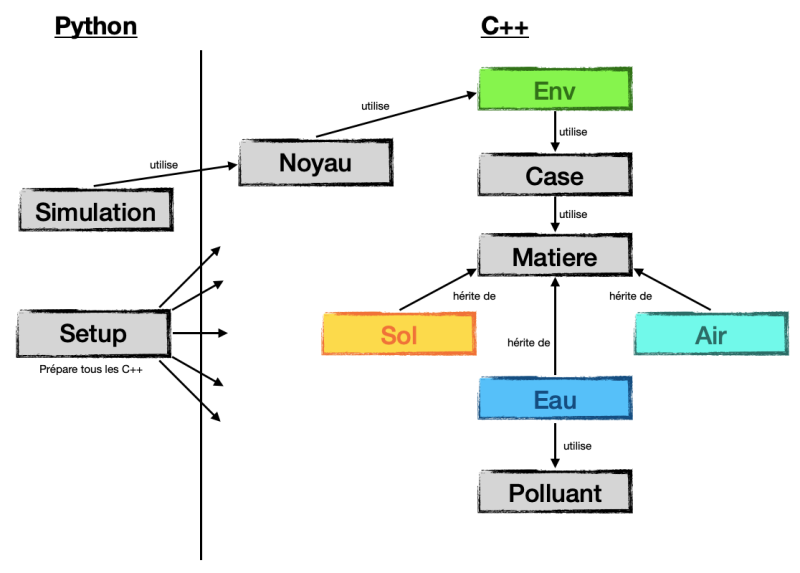 Python
C++
Env
utilise
utilise
Noyau
utilise
Case
Simulation
utilise
Matiere
hérite de
hérite de
Setup
Sol
Air
hérite de
Prépare tous les C++
Eau
utilise
Polluant